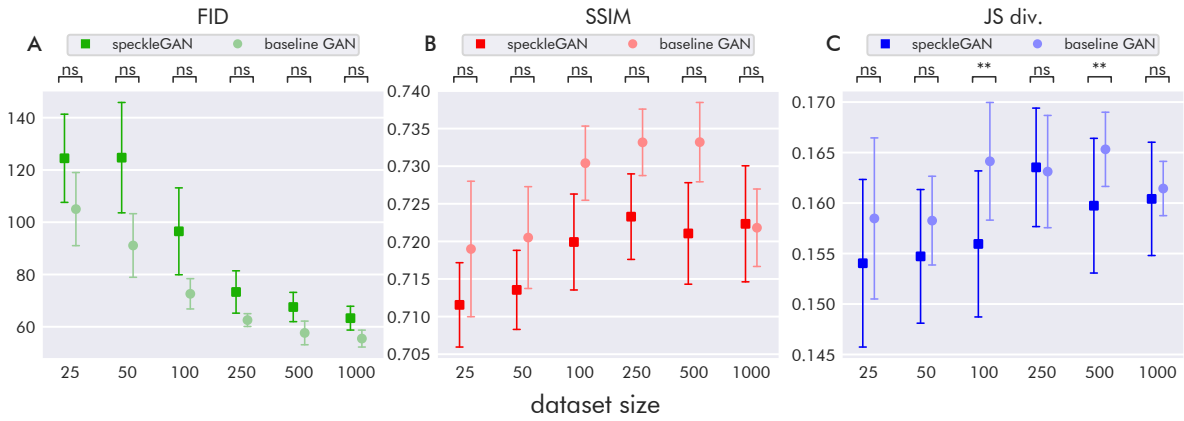 FID
A
speckleGAN baseline GAN
ns ns ns ns ns ns
140
120
100
80
60
25 50 100 250 500 1000
SSIM
B
speckleGAN baseline GAN
ns ns ns ns ns ns
0.740
0.735
0.730
0.725
0.720
0.715
0.710
0.705
25 50 100 250 500 1000
JS div.
C
speckleGAN baseline GAN
ns ns ** ns ** ns
0.170
0.165
0.160
0.155
0.150
0.145
25 50 100 250 500 1000
dataset size